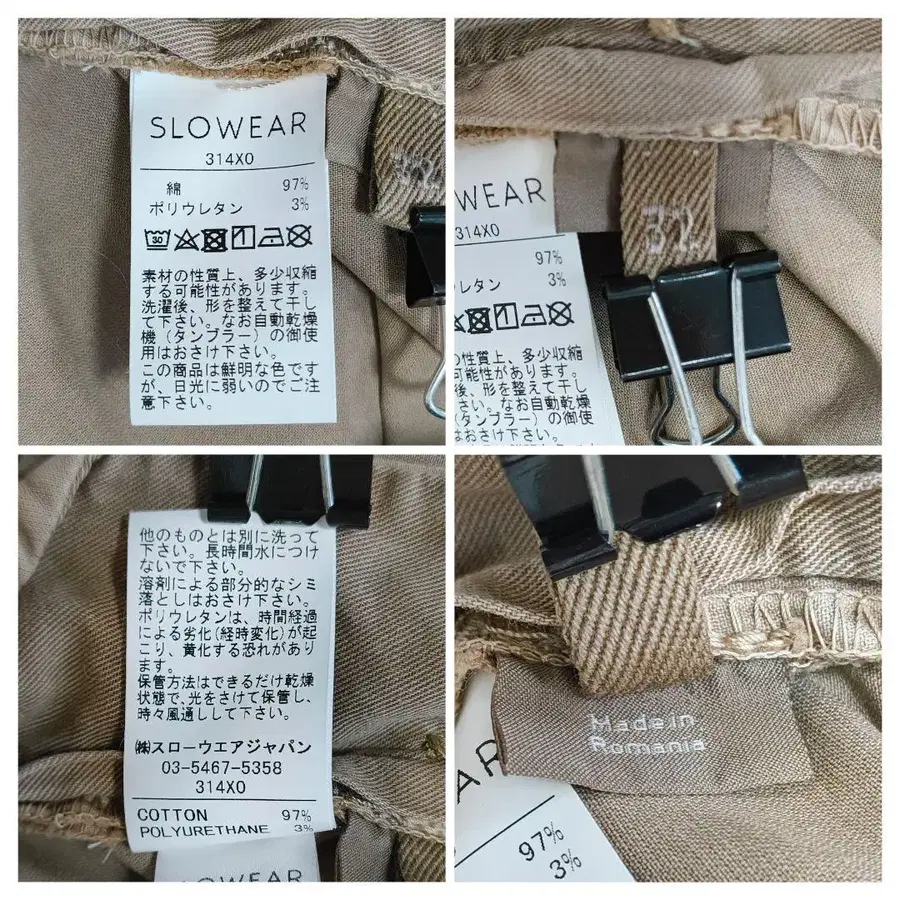 SLOWEAR
314X0
綿 97%
ポリウレタン 3%
30
素材の性質上、多少収縮
する可能性があります。
洗濯後、形を整えて干し
て下さい。なお自動乾燥
機(タンブラー)の御使
用はおさけ下さい。
この商品は鮮明な色です
が、日光に弱いのでご注
意下さい。
32
WEAR
314X0
97%
レタン 3%
32
の性質上、多少収縮
可能性があります。
後、形を整えて干し
さい。なお自動乾燥
(タンブラー)の御使
はおさけ下さい。
他のものとは別に洗って
下さい。長時間水につけ
ないで下さい。
溶剤による部分的なシミ
落としはおさけ下さい。
ポリウレタンは、時間経過
による劣化(経時変化)が起
こり、黄化する恐れがあり
ます。
保管方法はできるだけ乾燥
状態で、光をさけて保管し、
時々風通しして下さい。
㈱スローウエアジャパン
03-5467-5358
314X0
COTTON 97%
POLYURETHANE 3%
SLOWEAR
Made in
Romania
AR
97%
3%